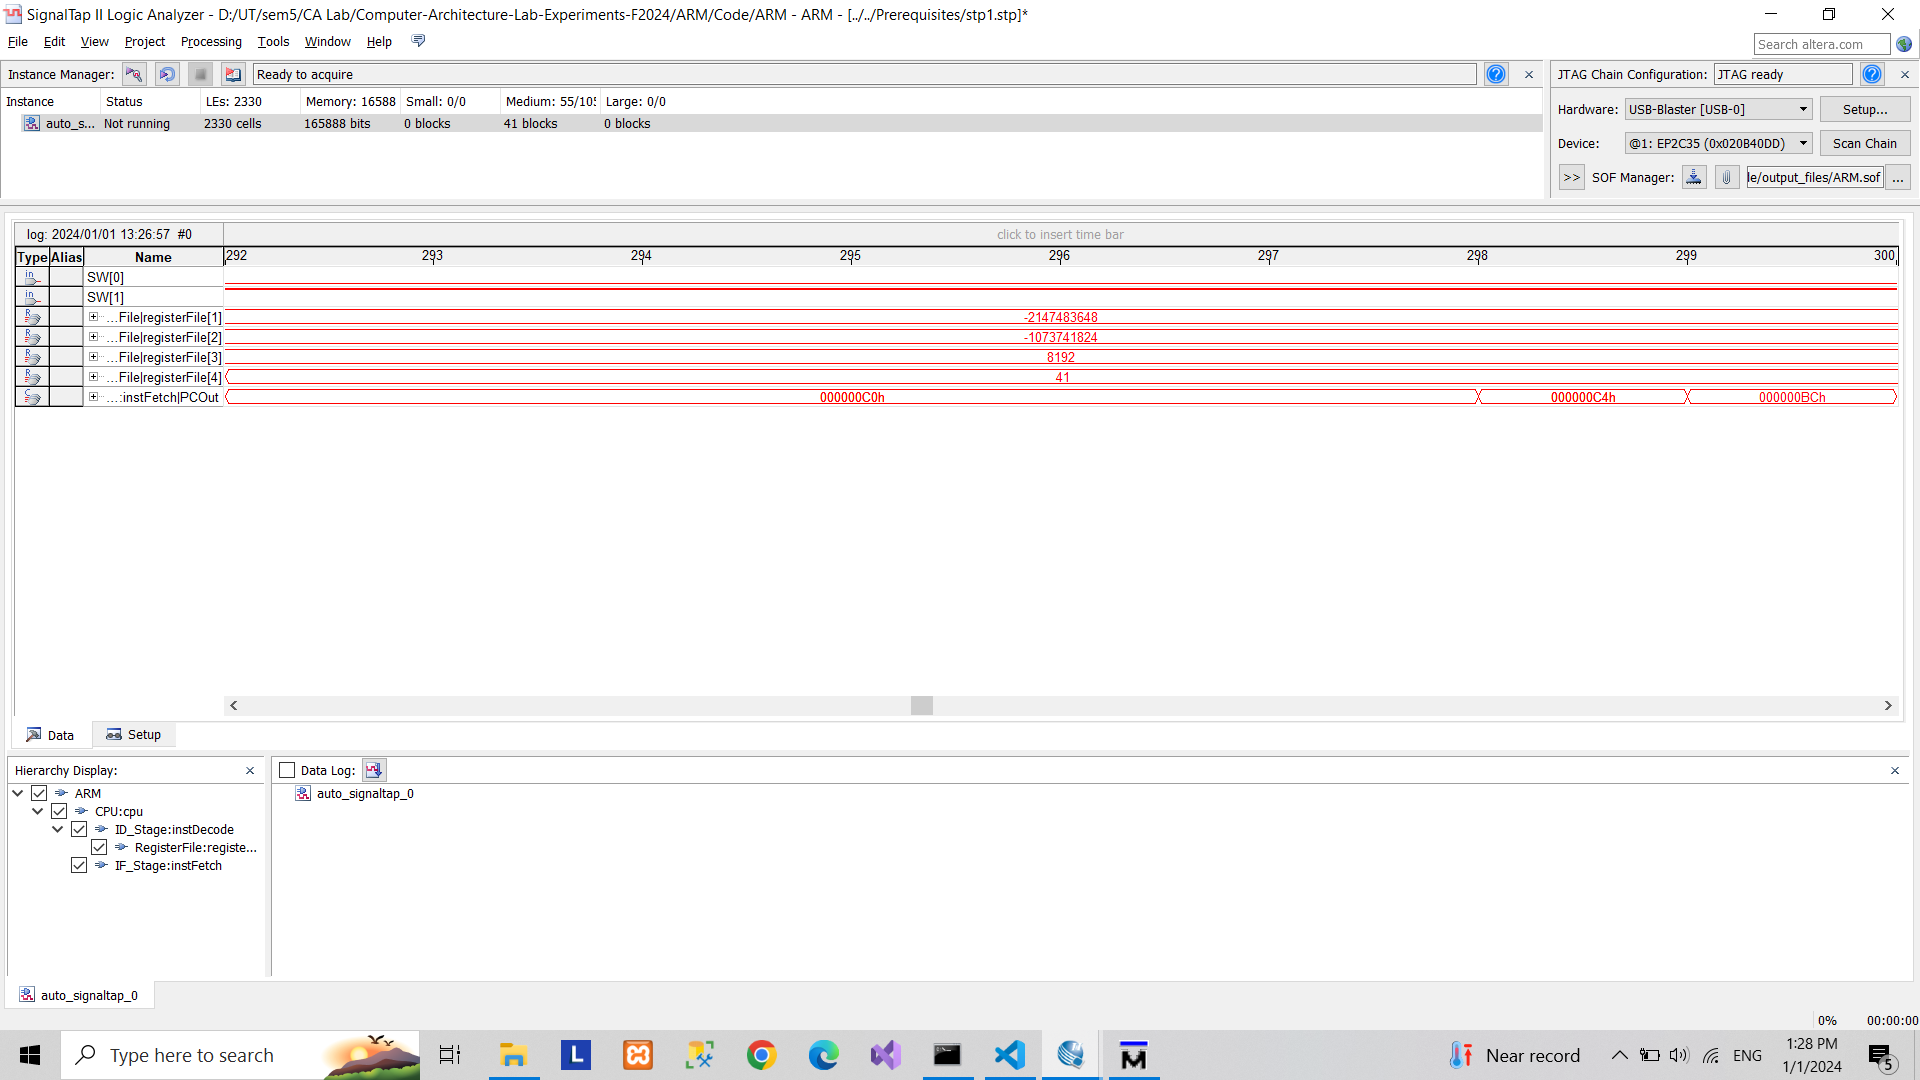 SignalTap II Logic Analyzer - D:/UT/sem5/CA Lab/Computer-Architecture-Lab-Experiments-F2024/ARM/Code/ARM - ARM - [../../Prerequisites/stp1.stp]*
File Edit View Project Processing Tools Window Help
Search altera.com
Instance Manager: Ready to acquire
JTAG Chain Configuration: JTAG ready
Instance Status LEs: 2330 Memory: 16588 Small: 0/0 Medium: 55/105 Large: 0/0
auto_s... Not running 2330 cells 165888 bits 0 blocks 41 blocks 0 blocks
Hardware: USB-Blaster [USB-0] Setup...
Device: @1: EP2C35 (0x020B40DD) Scan Chain
>> SOF Manager: le/output_files/ARM.sof ...
log: 2024/01/01 13:26:57 #0 click to insert time bar
Type Alias Name 292 293 294 295 296 297 298 299 300
in SW[0]
in SW[1]
R ...File|registerFile[1] -2147483648
R ...File|registerFile[2] -1073741824
R ...File|registerFile[3] 8192
R ...File|registerFile[4] 41
C ...:instFetch|PCOut 000000C0h 000000C4h 000000BCh
Data Setup
Hierarchy Display:
ARM
CPU:cpu
ID_Stage:instDecode
RegisterFile:registe...
IF_Stage:instFetch
Data Log:
auto_signaltap_0
auto_signaltap_0
0% 00:00:00
Type here to search
L
Near record
ENG
1:28 PM
1/1/2024
5